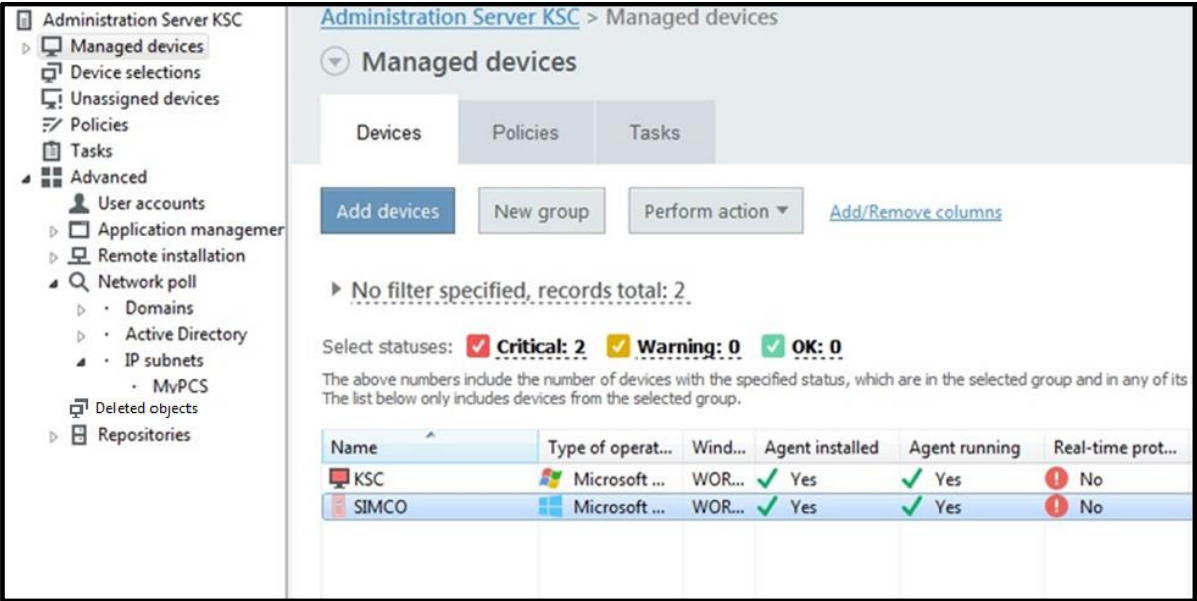 Administration Server KSC
Managed devices
Device selections
Unassigned devices
Policies
Tasks
Advanced
User accounts
Application managemer
Remote installation
Network poll
Domains
Active Directory
IP subnets
MyPCS
Deleted objects
Repositories
Administration Server KSC > Managed devices
Managed devices
Devices Policies Tasks
Add devices New group Perform action Add/Remove columns
No filter specified, records total: 2
Select statuses: Critical: 2 Warning: 0 OK: 0
The above numbers include the number of devices with the specified status, which are in the selected group and in any of its
The list below only includes devices from the selected group.
Name Type of operat... Wind... Agent installed Agent running Real-time prot...
KSC Microsoft ... WOR... Yes Yes No
SIMCO Microsoft ... WOR... Yes Yes No